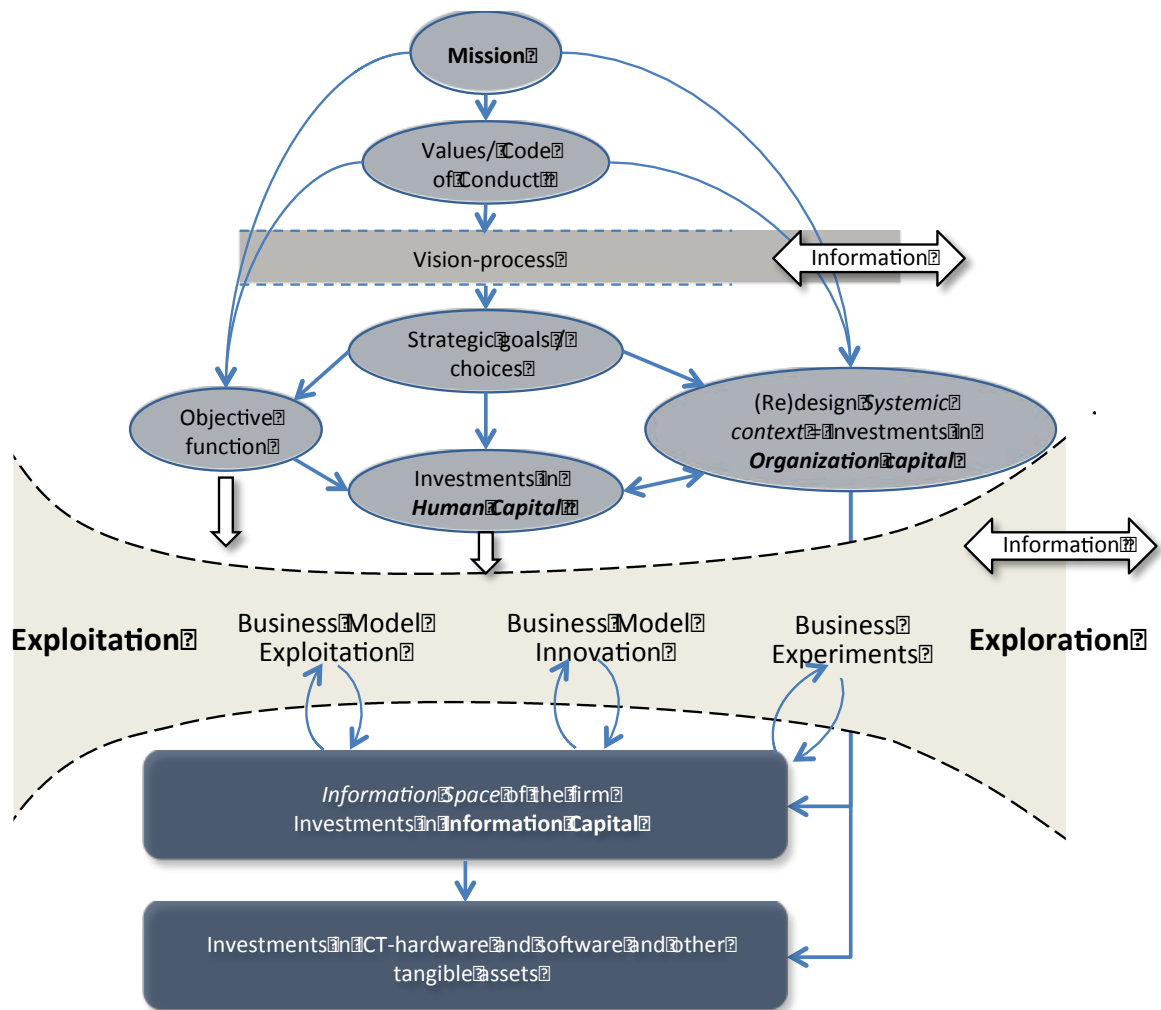 Mission
Values/ Code
of Conduct
Vision-process
Information
Strategic goals /
choices
Objective
function
(Re)design Systemic
context = Investments in
Organization capital
Investments in
Human Capital
Information
Exploitation
Business Model
Exploitation
Business Model
Innovation
Business
Experiments
Exploration
Information Space of the firm
Investments in Information Capital
Investments in ICT-hardware and software and other
tangible assets